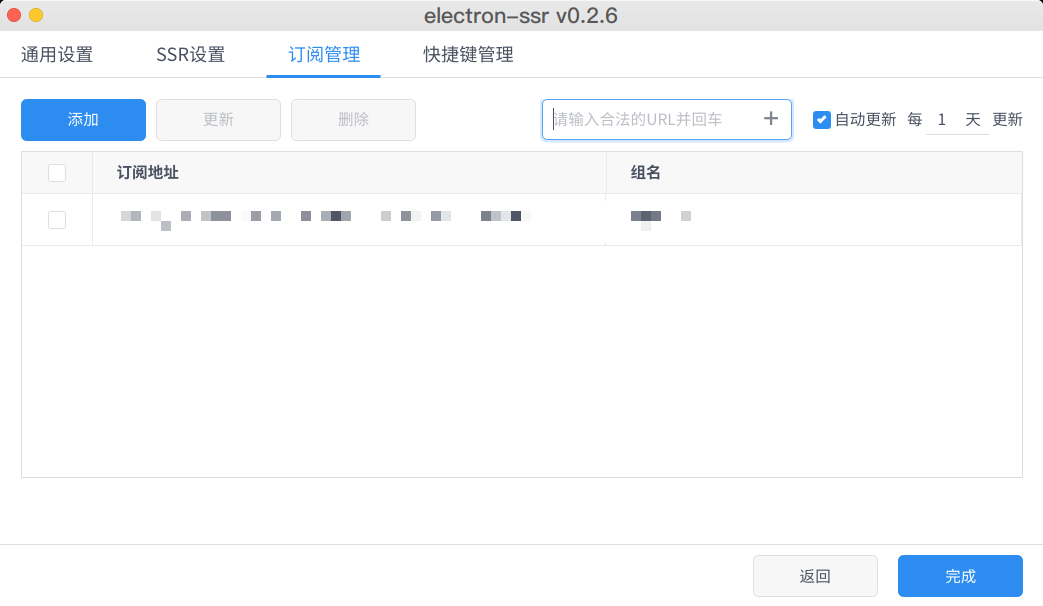 electron-ssr v0.2.6
通用设置 SSR设置 订阅管理 快捷键管理
添加 更新 删除 请输入合法的URL并回车 + 自动更新 每 1 天 更新
订阅地址 组名
返回 完成